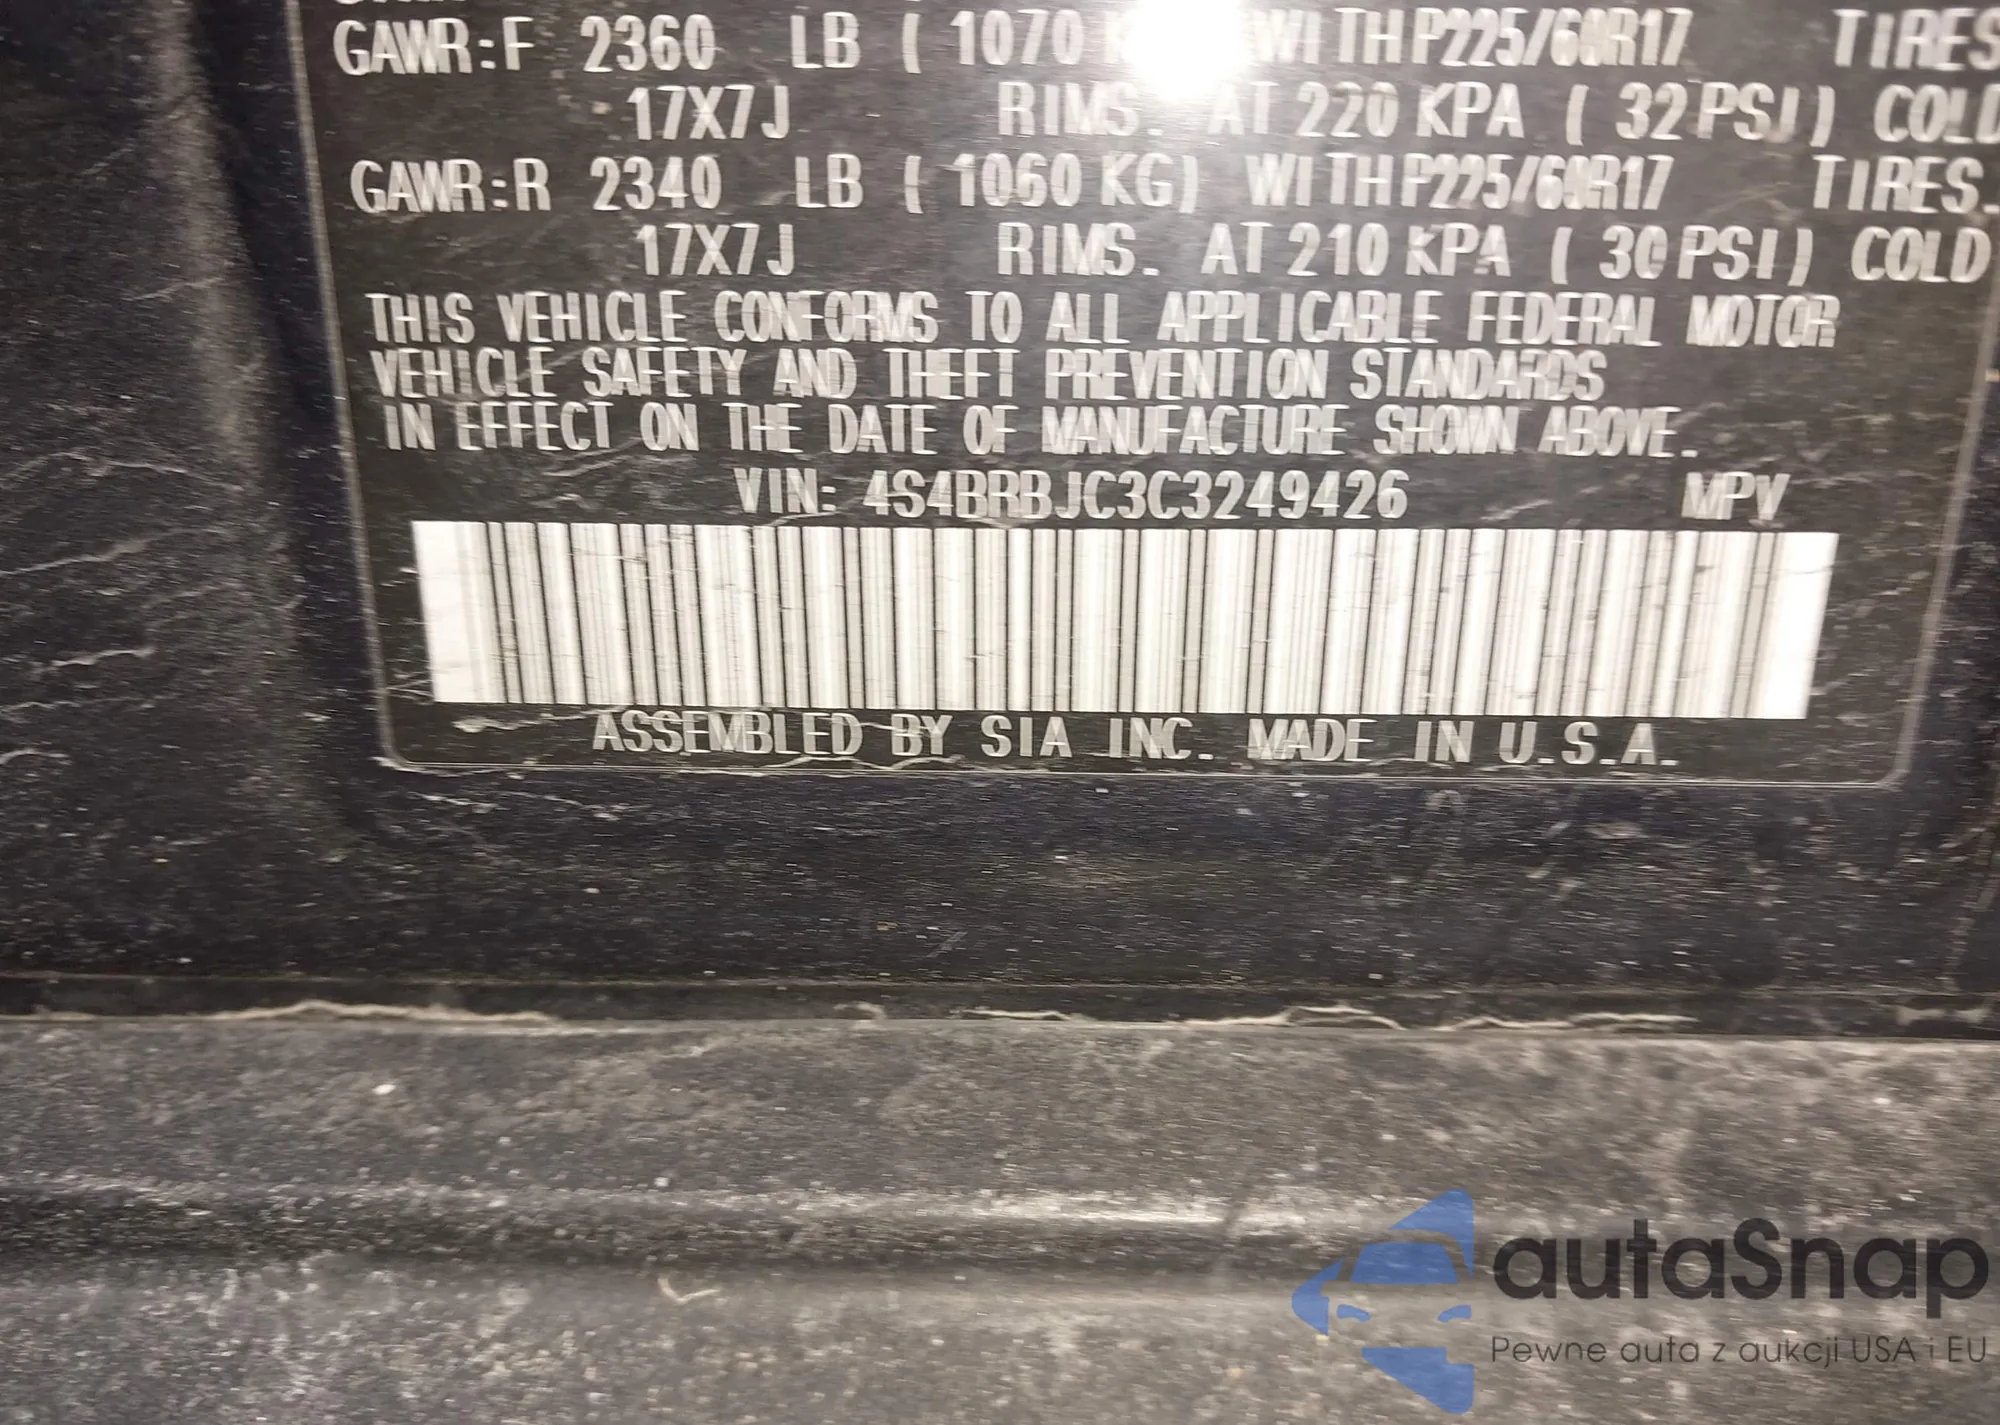 GAWR:F 2360 LB ( 1070 WITH P225/60R17 TIRES
17X7J RIMS. AT 220 KPA ( 32 PSI) COLD
GAWR:R 2340 LB ( 1060 KG) WITH P225/60R17 TIRES.
17X7J RIMS. AT 210 KPA ( 30 PSI) COLD
THIS VEHICLE CONFORMS TO ALL APPLICABLE FEDERAL MOTOR
VEHICLE SAFETY AND THEFT PREVENTION STANDARDS
IN EFFECT ON THE DATE OF MANUFACTURE SHOWN ABOVE.
VIN: 4S4BRBJC3C3249426 MPV
ASSEMBLED BY SIA INC. MADE IN U.S.A.
autaSnap
Pewne auta z aukcji USA i EU